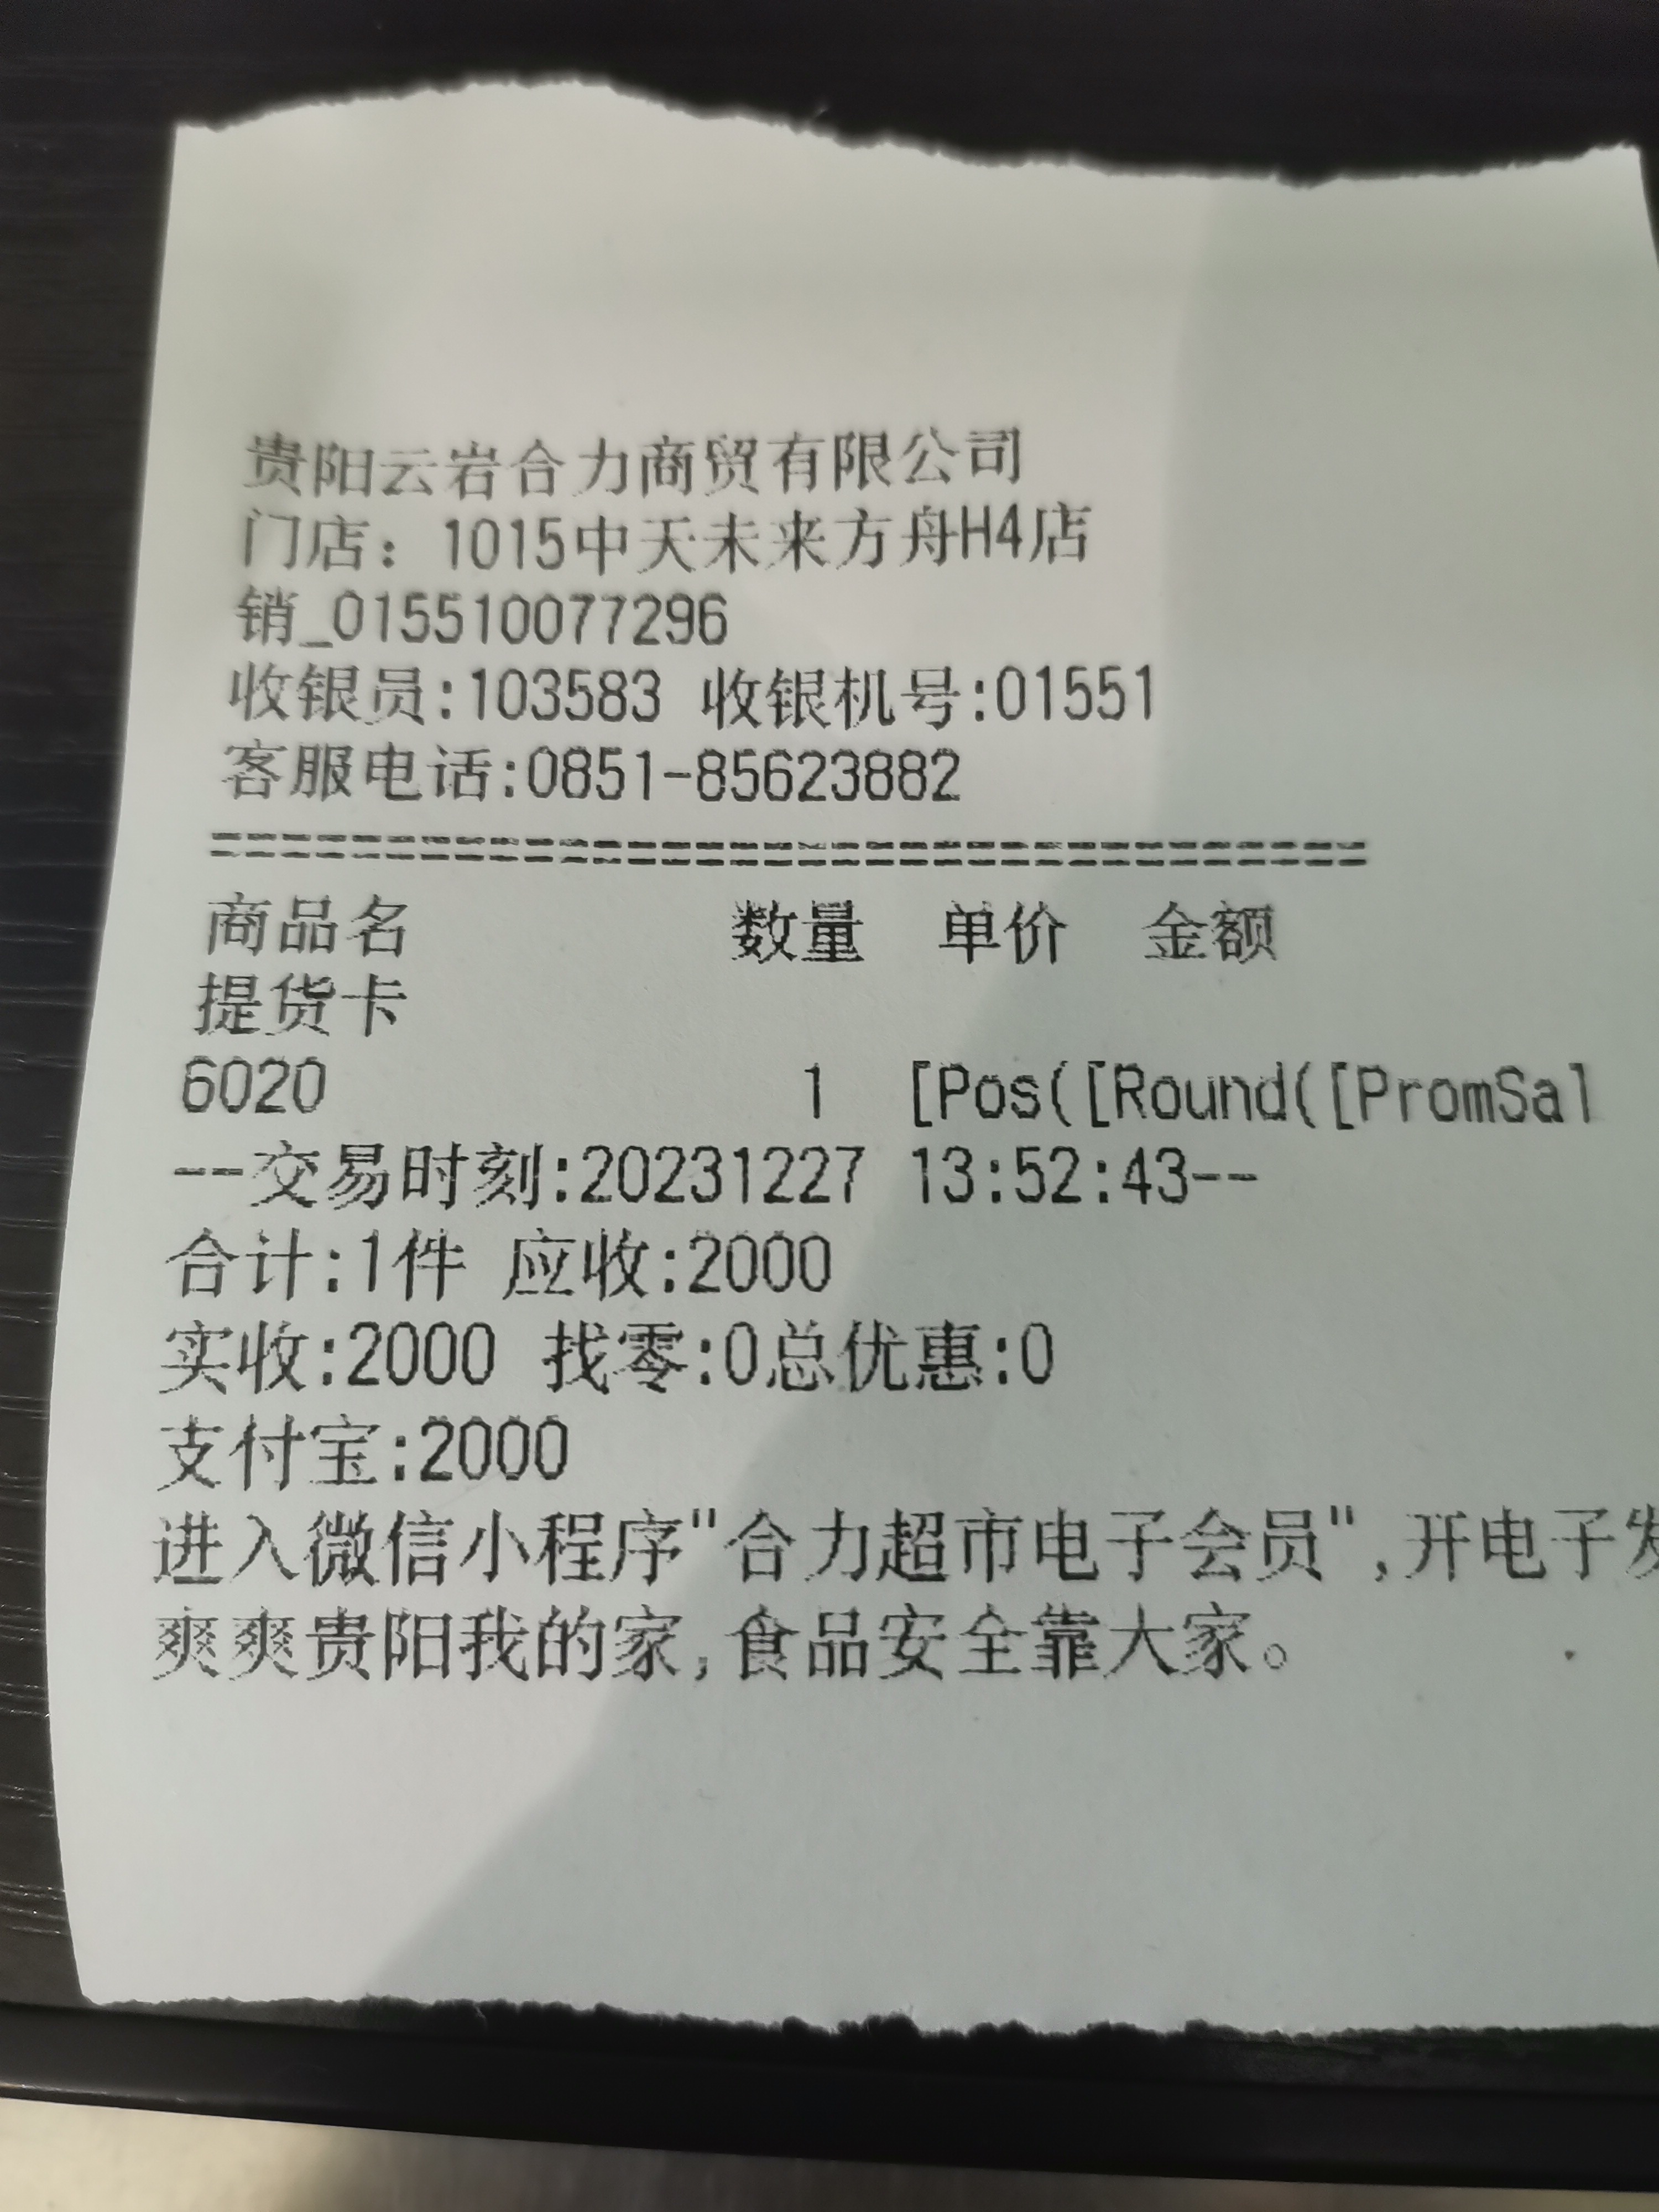 贵阳云岩合力商贸有限公司
门店：1015中天未来方舟H4店
销_015510077296
收银员:103583 收银机号:01551
客服电话:0851-85623882
==================================
商品名 数量 单价 金额
提货卡
6020 1 [Pos([Round([PromSal
--交易时刻:20231227 13:52:43--
合计:1件 应收:2000
实收:2000 找零:0总优惠:0
支付宝:2000
进入微信小程序"合力超市电子会员",开电子发
爽爽贵阳我的家,食品安全靠大家。